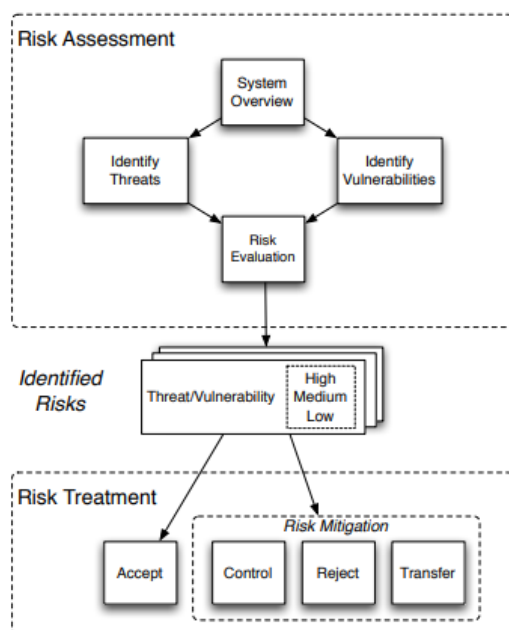 Risk Assessment
System
Overview
Identify
Threats
Identify
Vulnerabilities
Risk
Evaluation
Identified
Risks
Threat/Vulnerability
High
Medium
Low
Risk Treatment
Risk Mitigation
Accept
Control
Reject
Transfer